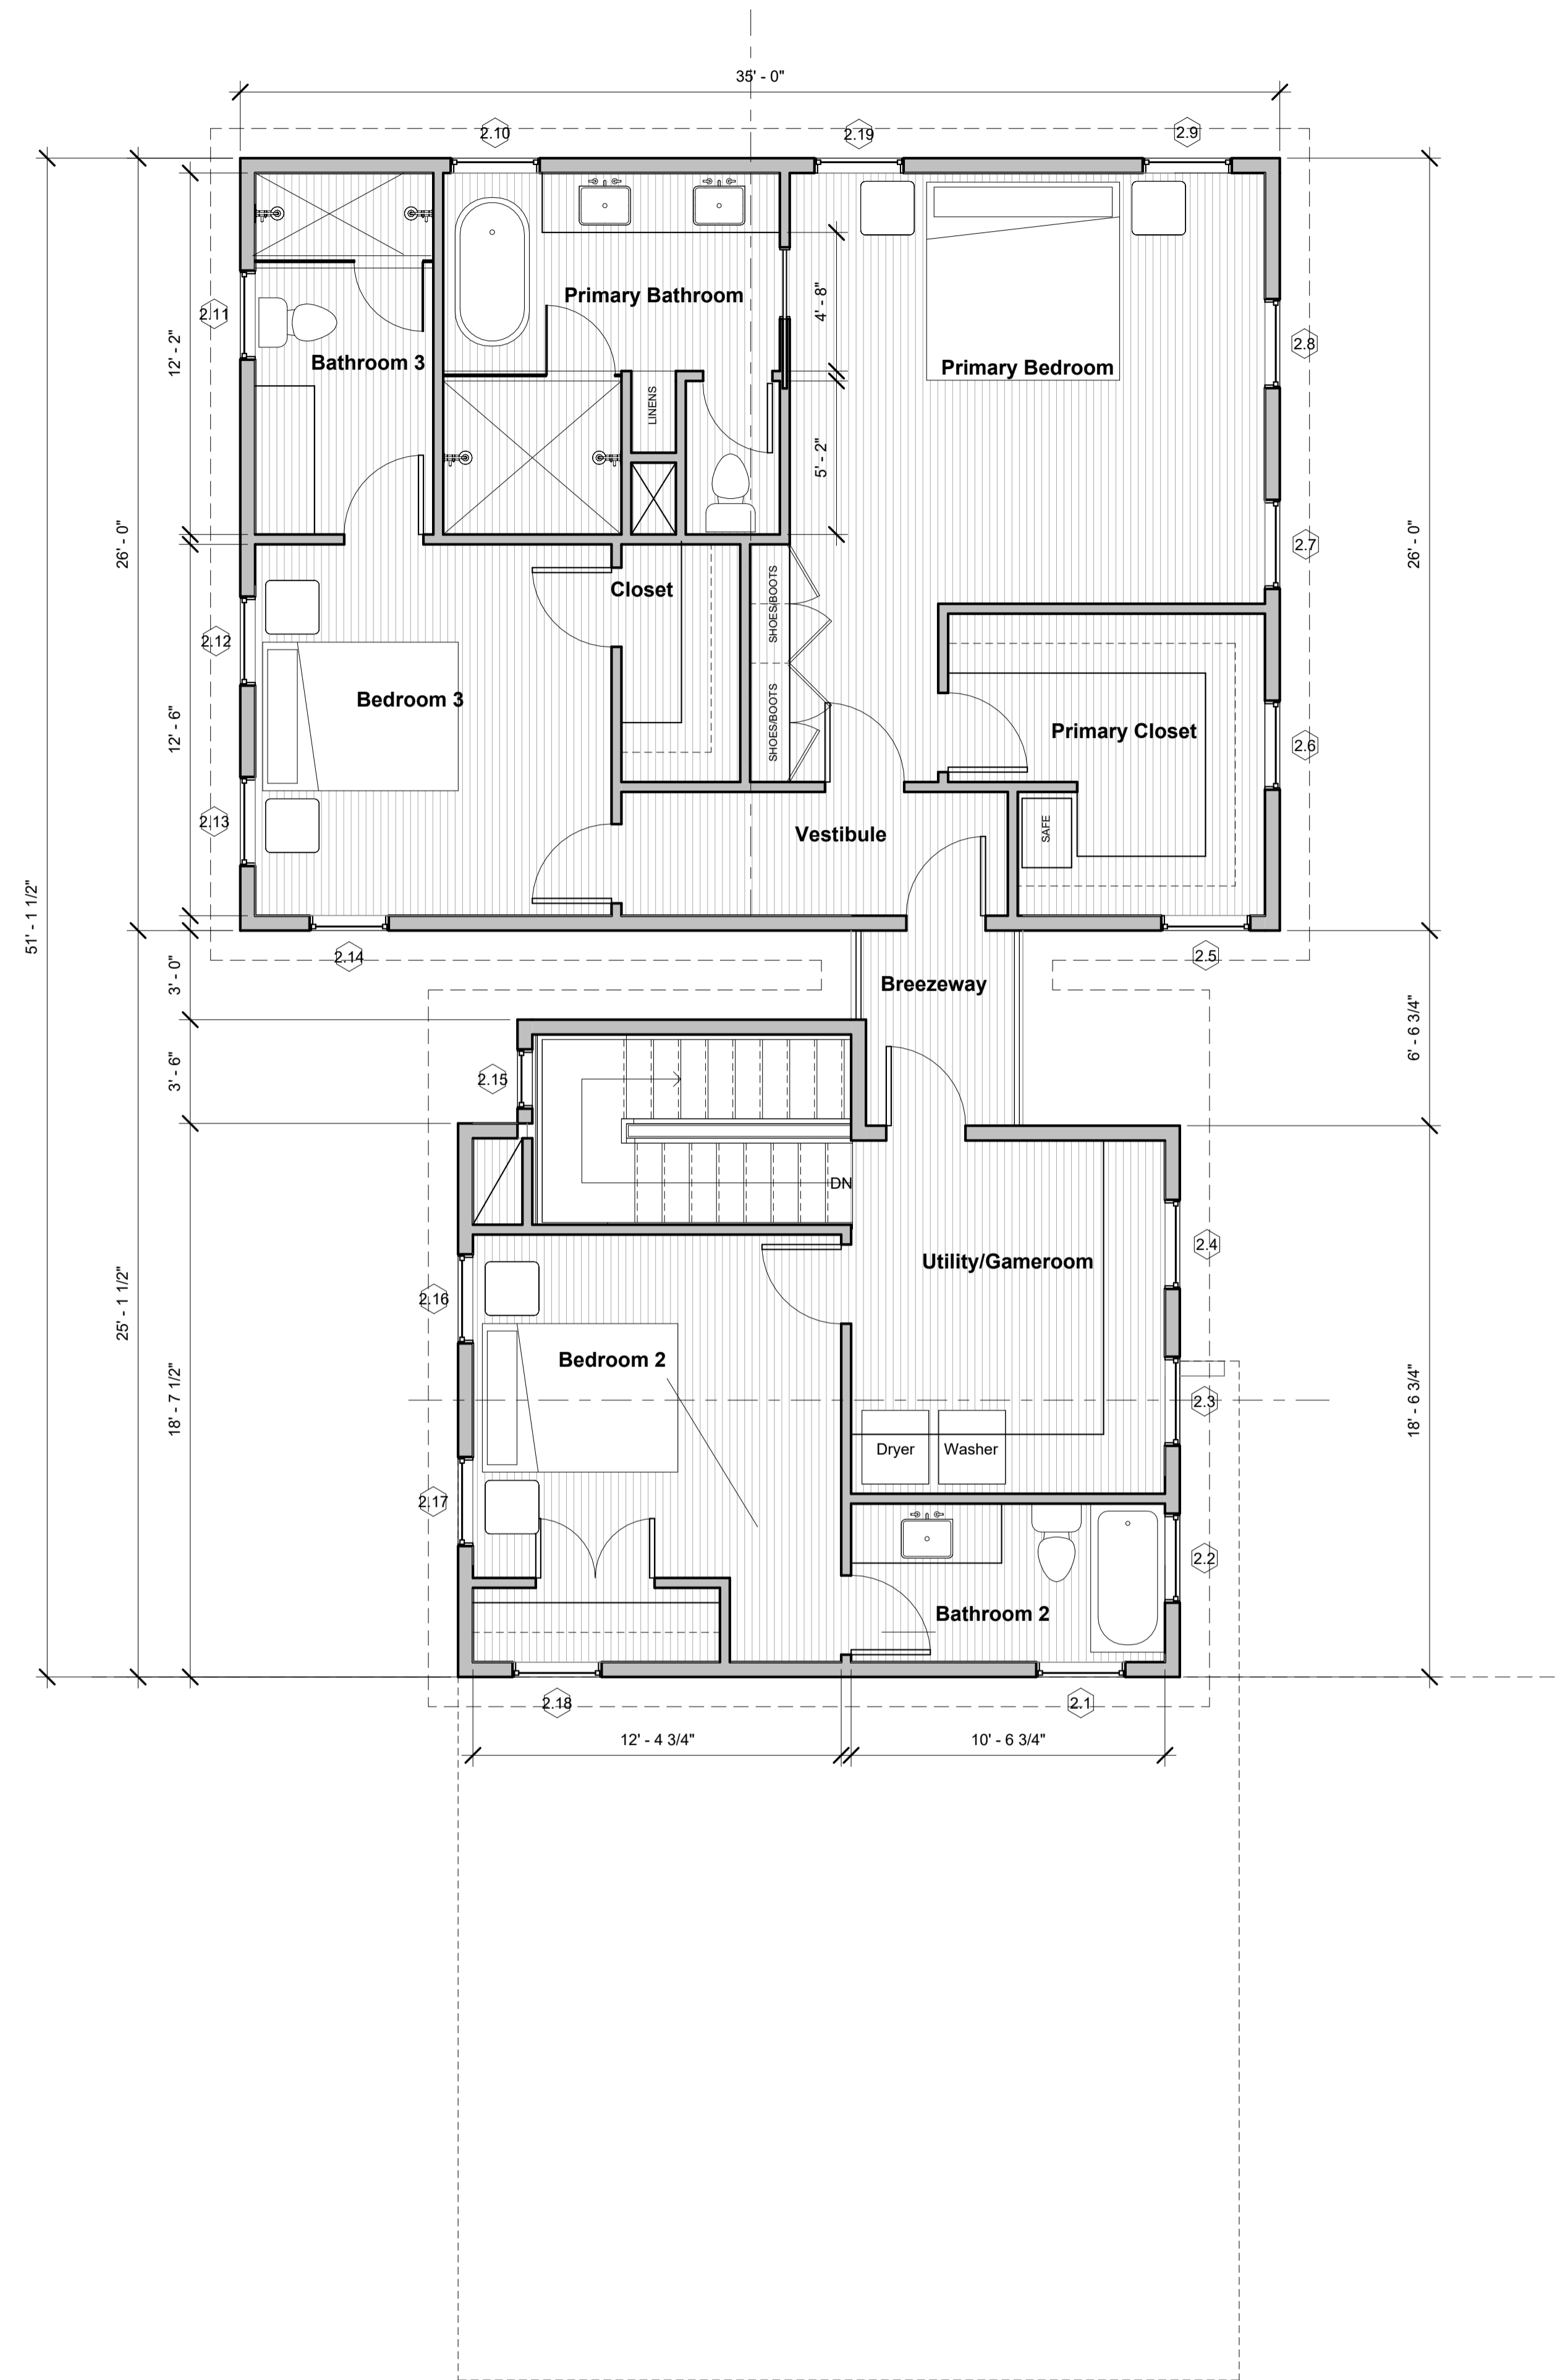 35' - 0"
2.10
2.19
2.9
2.11
2.8
4' - 8"
Primary Bathroom
12' - 2"
Bathroom 3
Primary Bedroom
LINENS
5' - 2"
26' - 0"
2.7
26' - 0"
Closet
SHOES/BOOTS
2.12
Bedroom 3
SHOES/BOOTS
12' - 6"
Primary Closet
2.6
2.13
Vestibule
SAFE
51' - 1 1/2"
2.14
2.5
3' - 0"
Breezeway
6' - 6 3/4"
3' - 6"
2.15
DN
2.4
Utility/Gameroom
25' - 1 1/2"
2.16
Bedroom 2
18' - 7 1/2"
2.3
18' - 6 3/4"
Dryer
Washer
2.17
2.2
Bathroom 2
2.18
2.1
12' - 4 3/4"
10' - 6 3/4"